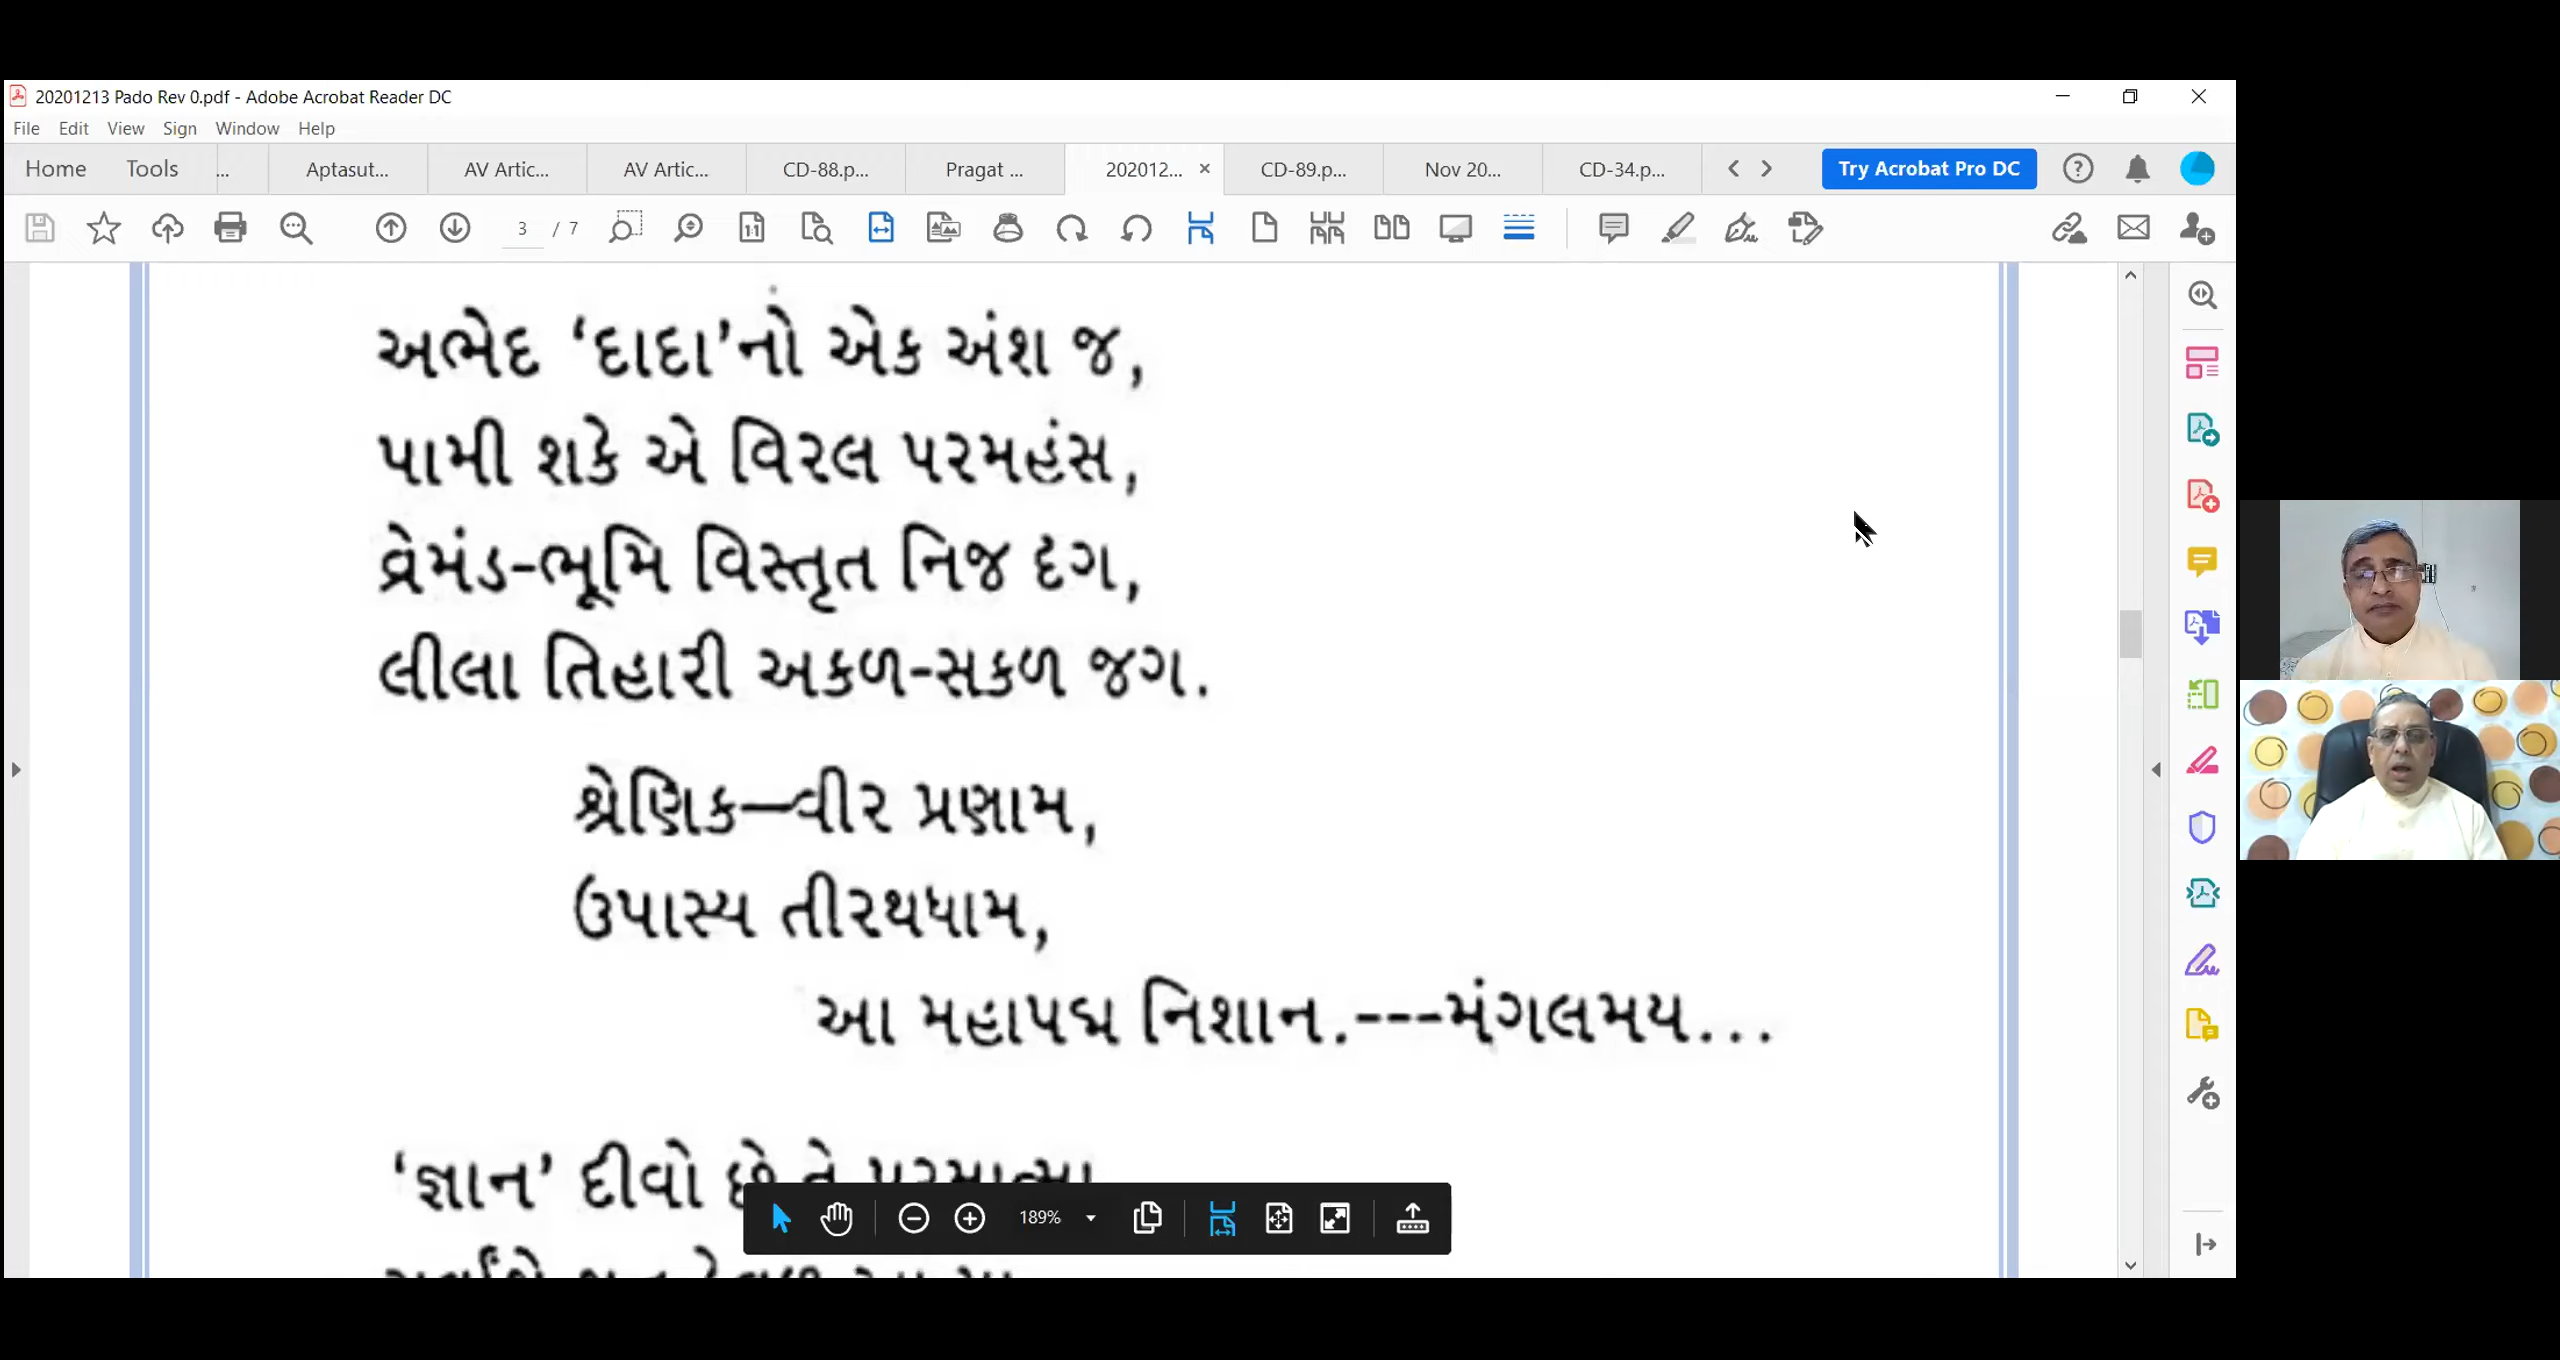 20201213 Pado Rev 0.pdf - Adobe Acrobat Reader DC
File Edit View Sign Window Help
Home Tools ... Aptasut... AV Artic... AV Artic... CD-88.p... Pragat ... 202012... CD-89.p... Nov 20... CD-34.p... Try Acrobat Pro DC
3 / 7
અભેદ ‘દાદા’નો એક અંશ જ,
પામી શકે એ વિરલ પરમહંસ,
વ્રેમંડ-ભૂમિ વિસ્તૃત નિજ દૃગ,
લીલા તિહારી અકળ-સકળ જગ.
શ્રેણિક—વીર પ્રણામ,
ઉપાસ્ય તીરથધામ,
આ મહાપદ્મ નિશાન.---મંગલમય...
‘જ્ઞાન’ દીવો છે તે પરમાત્મા
189%